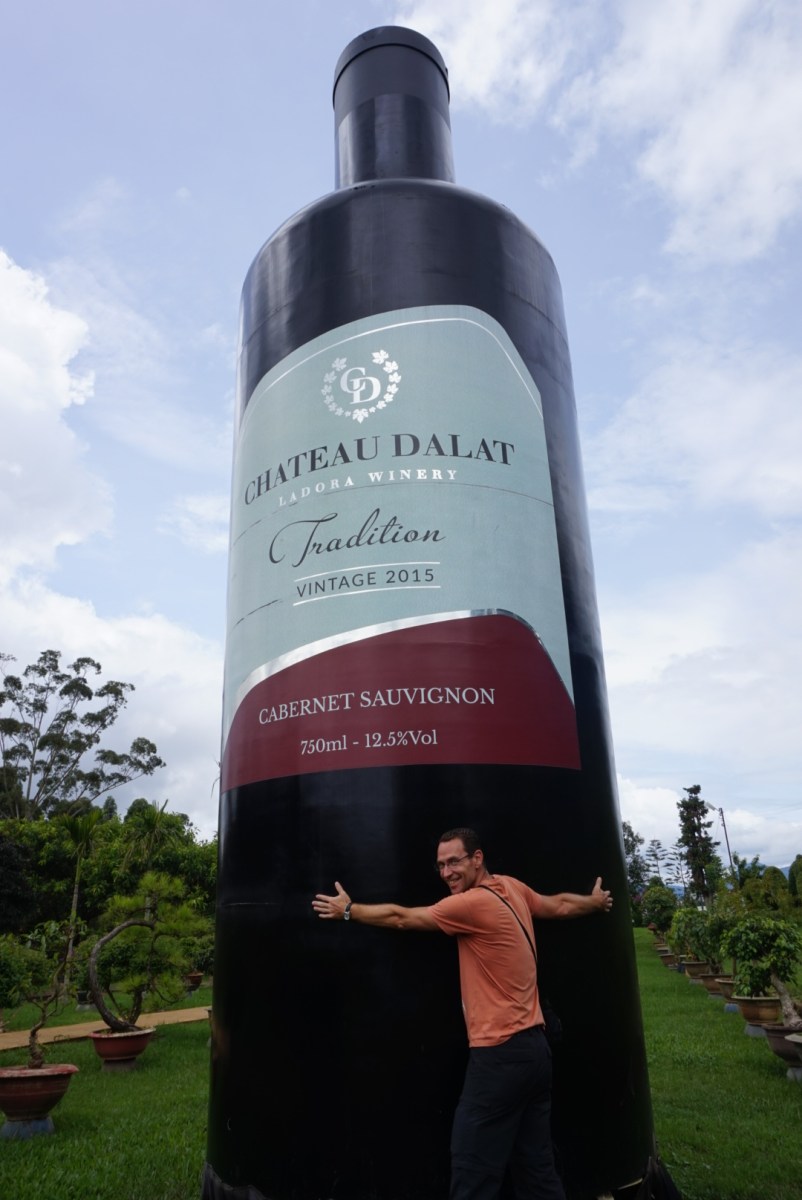 CD
CHATEAU DALAT
LADORA WINERY
Tradition
VINTAGE 2015
CABERNET SAUVIGNON
750ml - 12.5%Vol